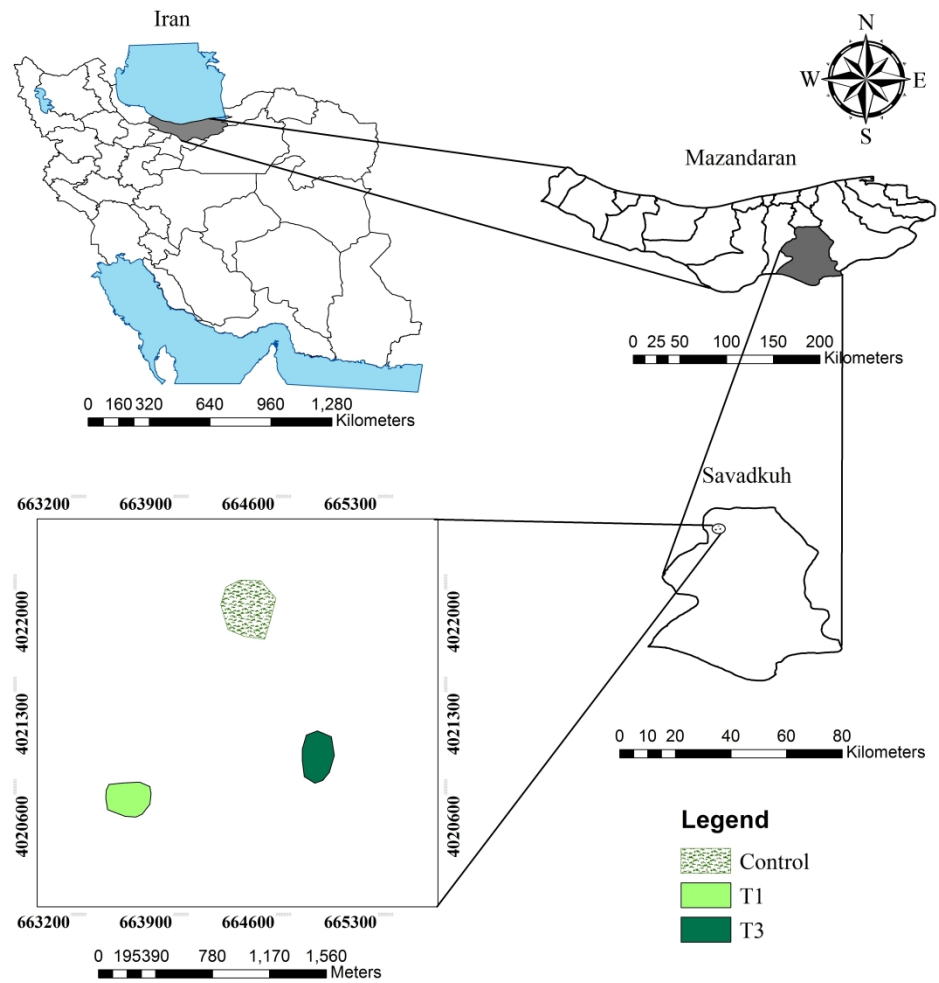 Iran
N
W E
S
Mazandaran
0 25 50 100 150 200
Kilometers
0 160 320 640 960 1,280
Kilometers
Savadkuh
663200 663900 664600 665300
4022000 4022000
4021300 4021300
4020600 4020600
663200 663900 664600 665300
0 10 20 40 60 80
Kilometers
Legend
Control
T1
T3
0 195390 780 1,170 1,560
Meters